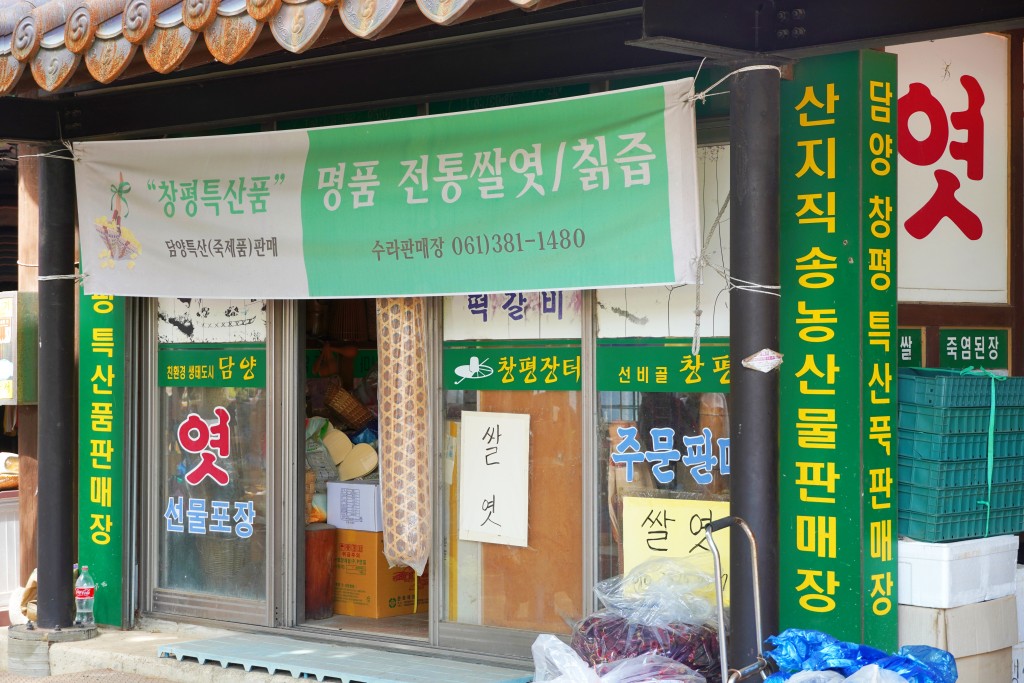 "창평특산품"
담양특산(죽제품)판매
명품 전통쌀엿/칡즙
수라판매장 061)381-1480
평 특산품판매장
친환경 생태도시 담양
엿
선물포장
떡갈비
창평장터
선비골 창평
쌀엿
주문판매
쌀엿
산지직송농산물판매장
담양 창평 특산푹판매장
엿
쌀
죽염된장